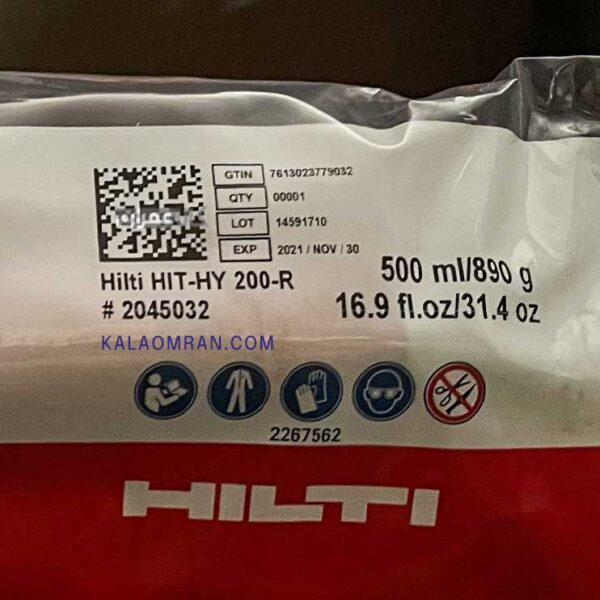 GTIN 7613023779032
QTY 00001
LOT 14591710
EXP 2021 / NOV / 30
Hilti HIT-HY 200-R
# 2045032
500 ml/890 g
16.9 fl.oz/31.4 oz
KALAOMRAN.COM
2267562
HILTI